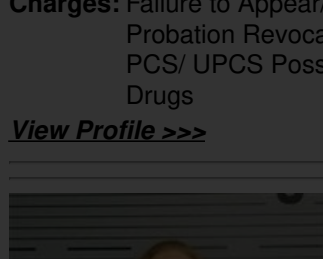 Charges: Failure to Appear/
Probation Revoca
PCS/ UPCS Poss
Drugs
View Profile >>>